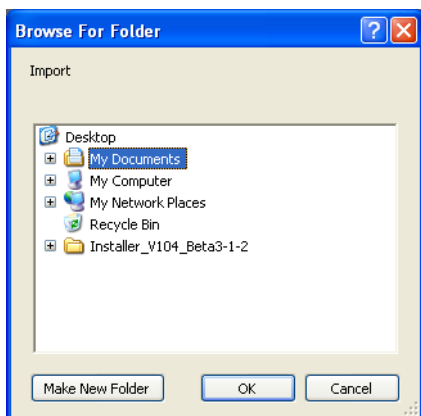 Browse For Folder
Import
Desktop
My Documents
My Computer
My Network Places
Recycle Bin
Installer_V104_Beta3-1-2
Make New Folder OK Cancel